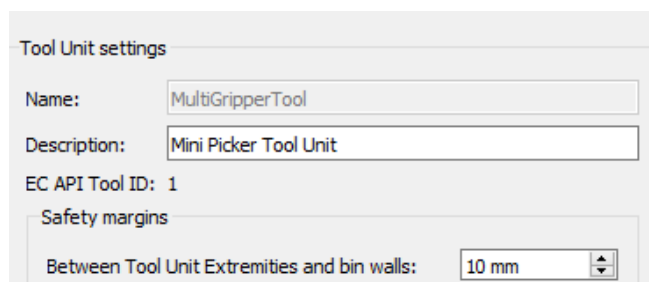 Tool Unit settings
Name: MultiGripperTool
Description: Mini Picker Tool Unit
EC API Tool ID: 1
Safety margins
Between Tool Unit Extremities and bin walls: 10 mm